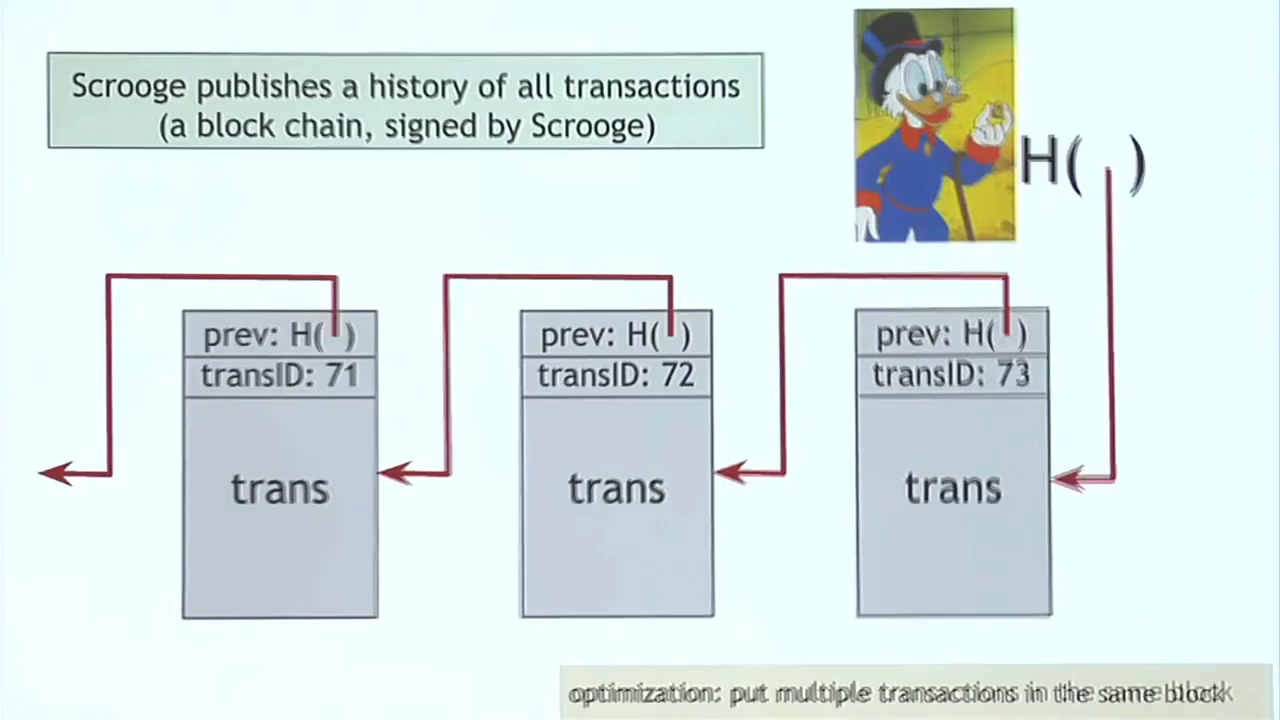 Scrooge publishes a history of all transactions
(a block chain, signed by Scrooge)
H( )
prev: H( )
transID: 71
trans
prev: H( )
transID: 72
trans
prev: H( )
transID: 73
trans
optimization: put multiple transactions in the same block